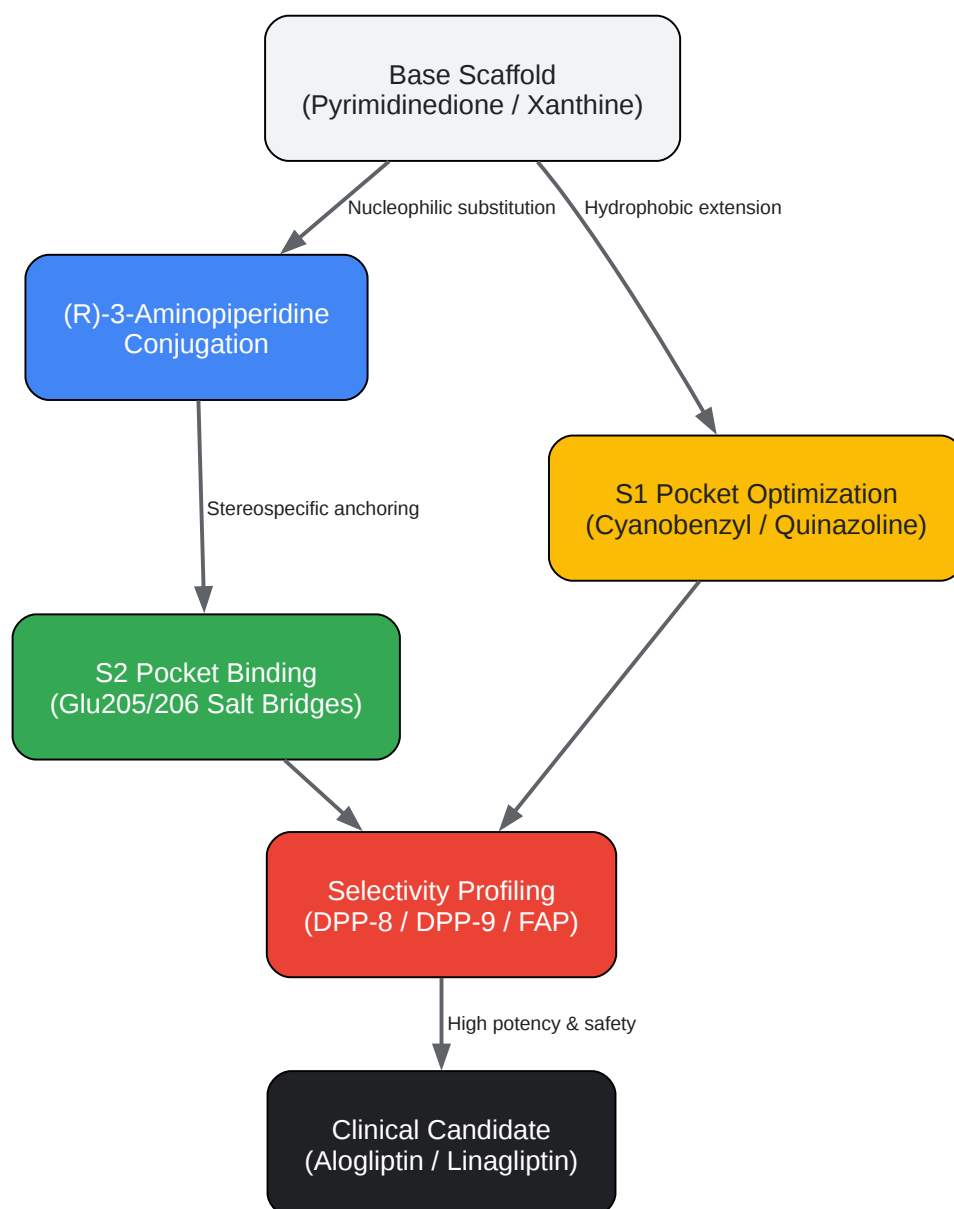 Base Scaffold
(Pyrimidinedione / Xanthine)
Nucleophilic substitution
Hydrophobic extension
(R)-3-Aminopiperidine
Conjugation
S1 Pocket Optimization
(Cyanobenzyl / Quinazoline)
Stereospecific anchoring
S2 Pocket Binding
(Glu205/206 Salt Bridges)
Selectivity Profiling
(DPP-8 / DPP-9 / FAP)
High potency & safety
Clinical Candidate
(Alogliptin / Linagliptin)